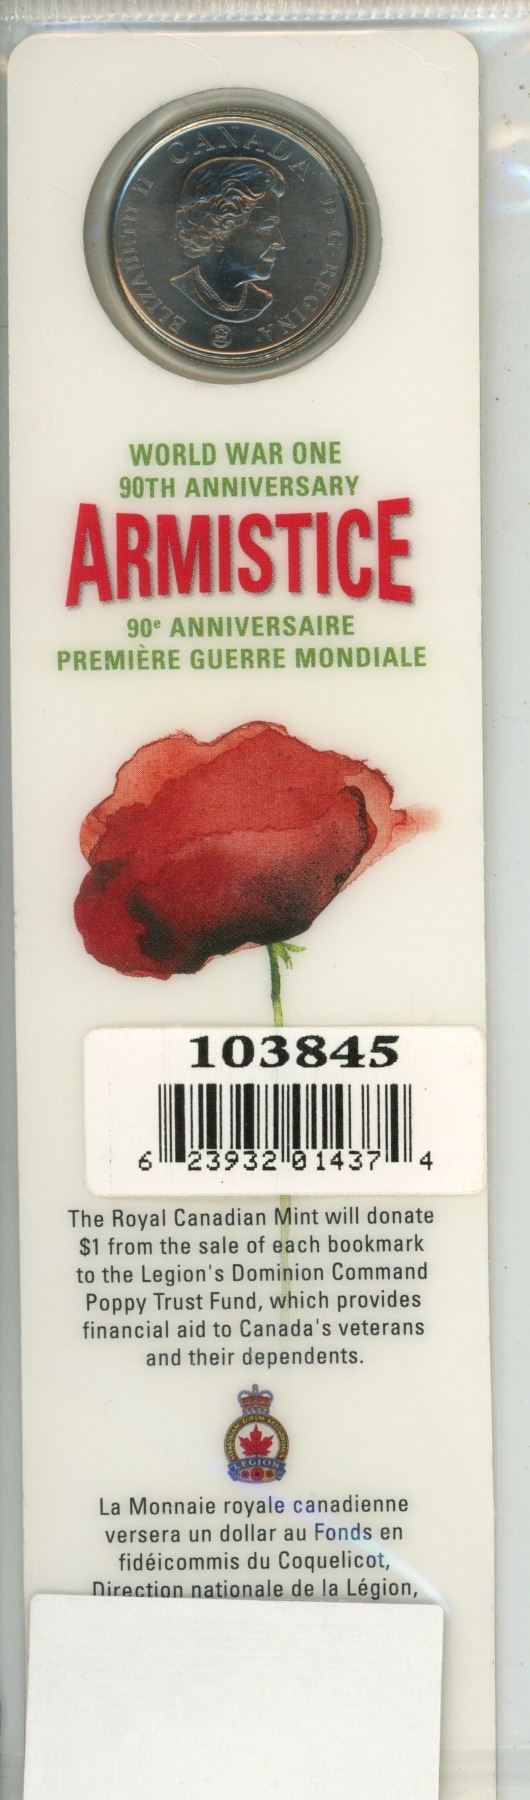 CANADA
ELIZABETH II
D·G·REGINA
WORLD WAR ONE
90TH ANNIVERSARY
ARMISTICE
90e ANNIVERSAIRE
PREMIÈRE GUERRE MONDIALE
103845
6 23932 01437 4
The Royal Canadian Mint will donate
$1 from the sale of each bookmark
to the Legion's Dominion Command
Poppy Trust Fund, which provides
financial aid to Canada's veterans
and their dependents.
LEGION
La Monnaie royale canadienne
versera un dollar au Fonds en
fidéicommis du Coquelicot,
Direction nationale de la Légion,